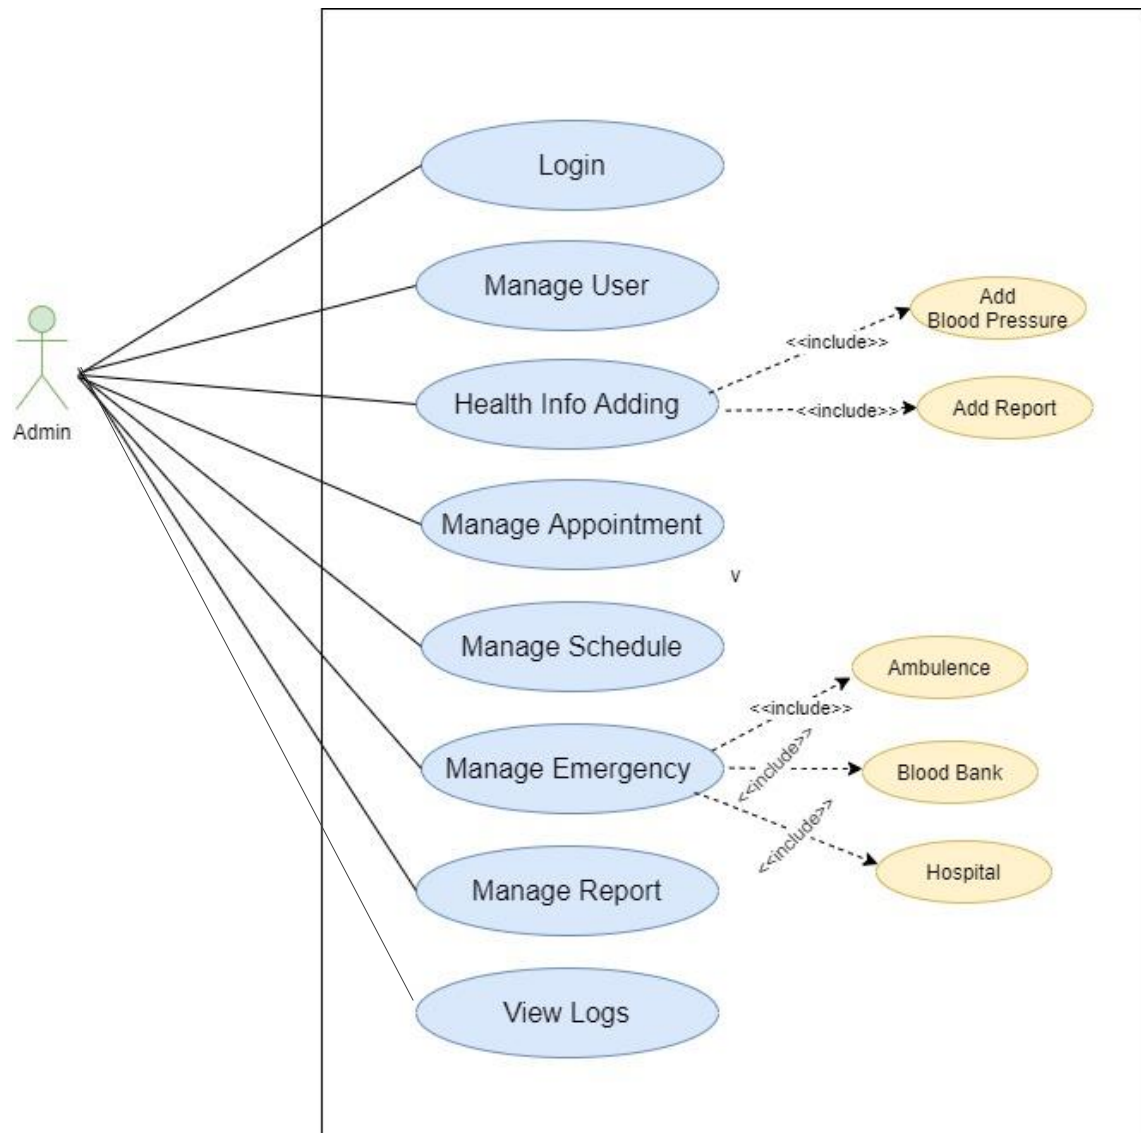 Login
Manage User
Add
Blood Pressure
<<include>>
Health Info Adding
<<include>>
Add Report
Admin
Manage Appointment
v
Manage Schedule
Ambulence
<<include>>
Manage Emergency
<<include>>
Blood Bank
<<include>>
Hospital
Manage Report
View Logs